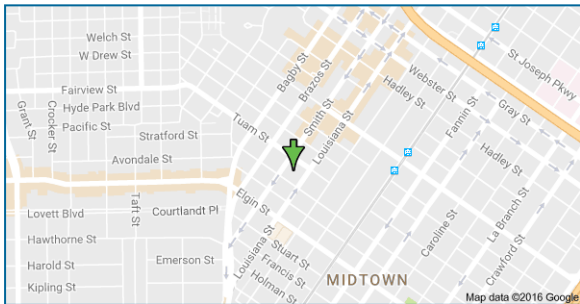 Welch St
W Drew St
Fairview St
Hyde Park Blvd
Pacific St
Grant St
Crocker St
Stratford St
Avondale St
Lovett Blvd
Taft St
Courtlandt Pl
Hawthorne St
Harold St
Kipling St
Emerson St
Bagby St
Brazos St
Smith St
Louisiana St
Tuam St
Elgin St
Louisiana St
Stuart St
Francis St
Holman St
Hadley St
Webster St
Gray St
St Joseph Pkwy
Fannin St
Hadley St
La Branch St
Caroline St
Crawford St
MIDTOWN
Map data ©2016 Google